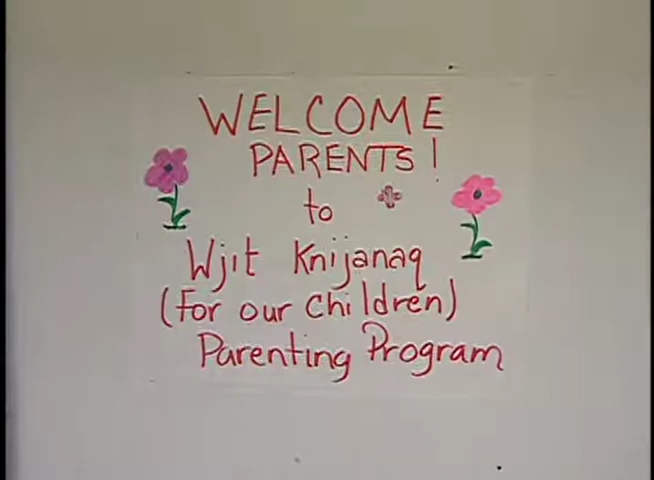 WELCOME
PARENTS!
to
Wjit Knijanaq
(For our Children)
Parenting Program